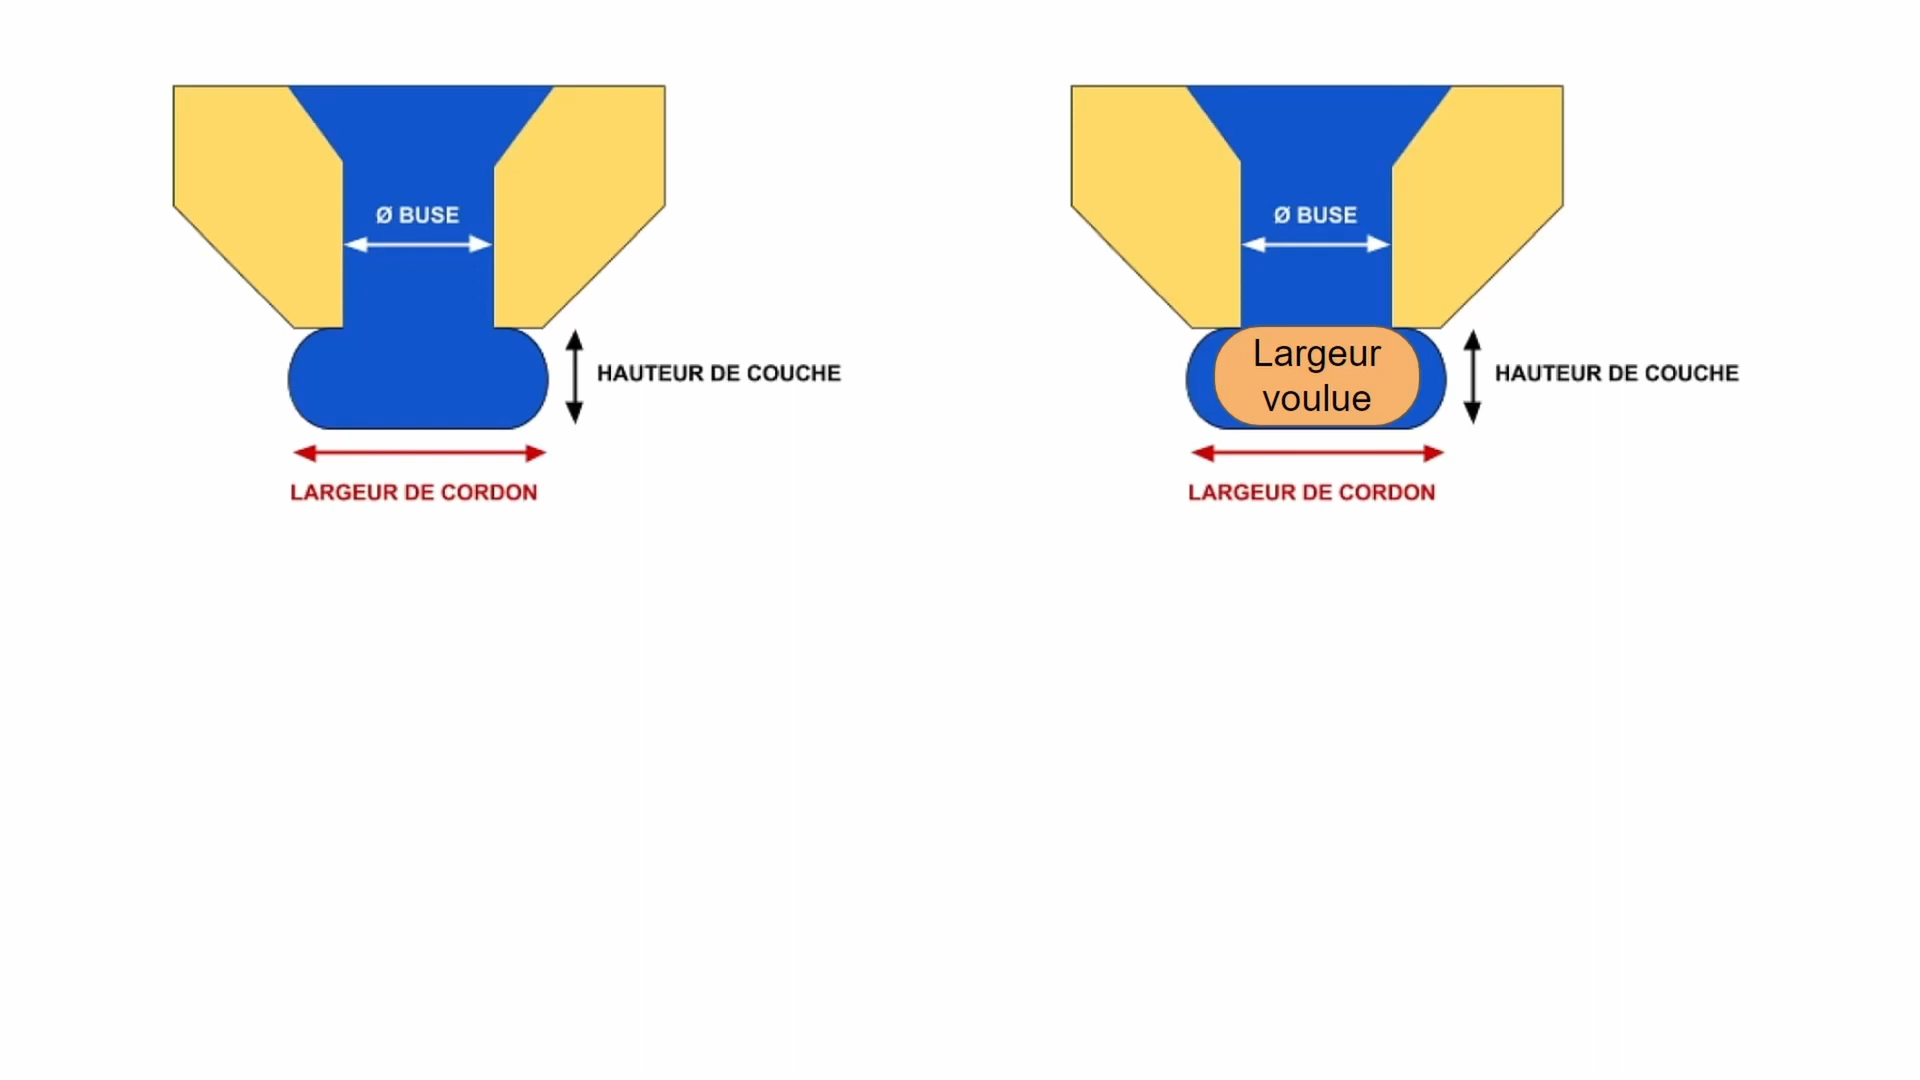 Ø BUSE
HAUTEUR DE COUCHE
LARGEUR DE CORDON
Ø BUSE
Largeur
voulue
HAUTEUR DE COUCHE
LARGEUR DE CORDON